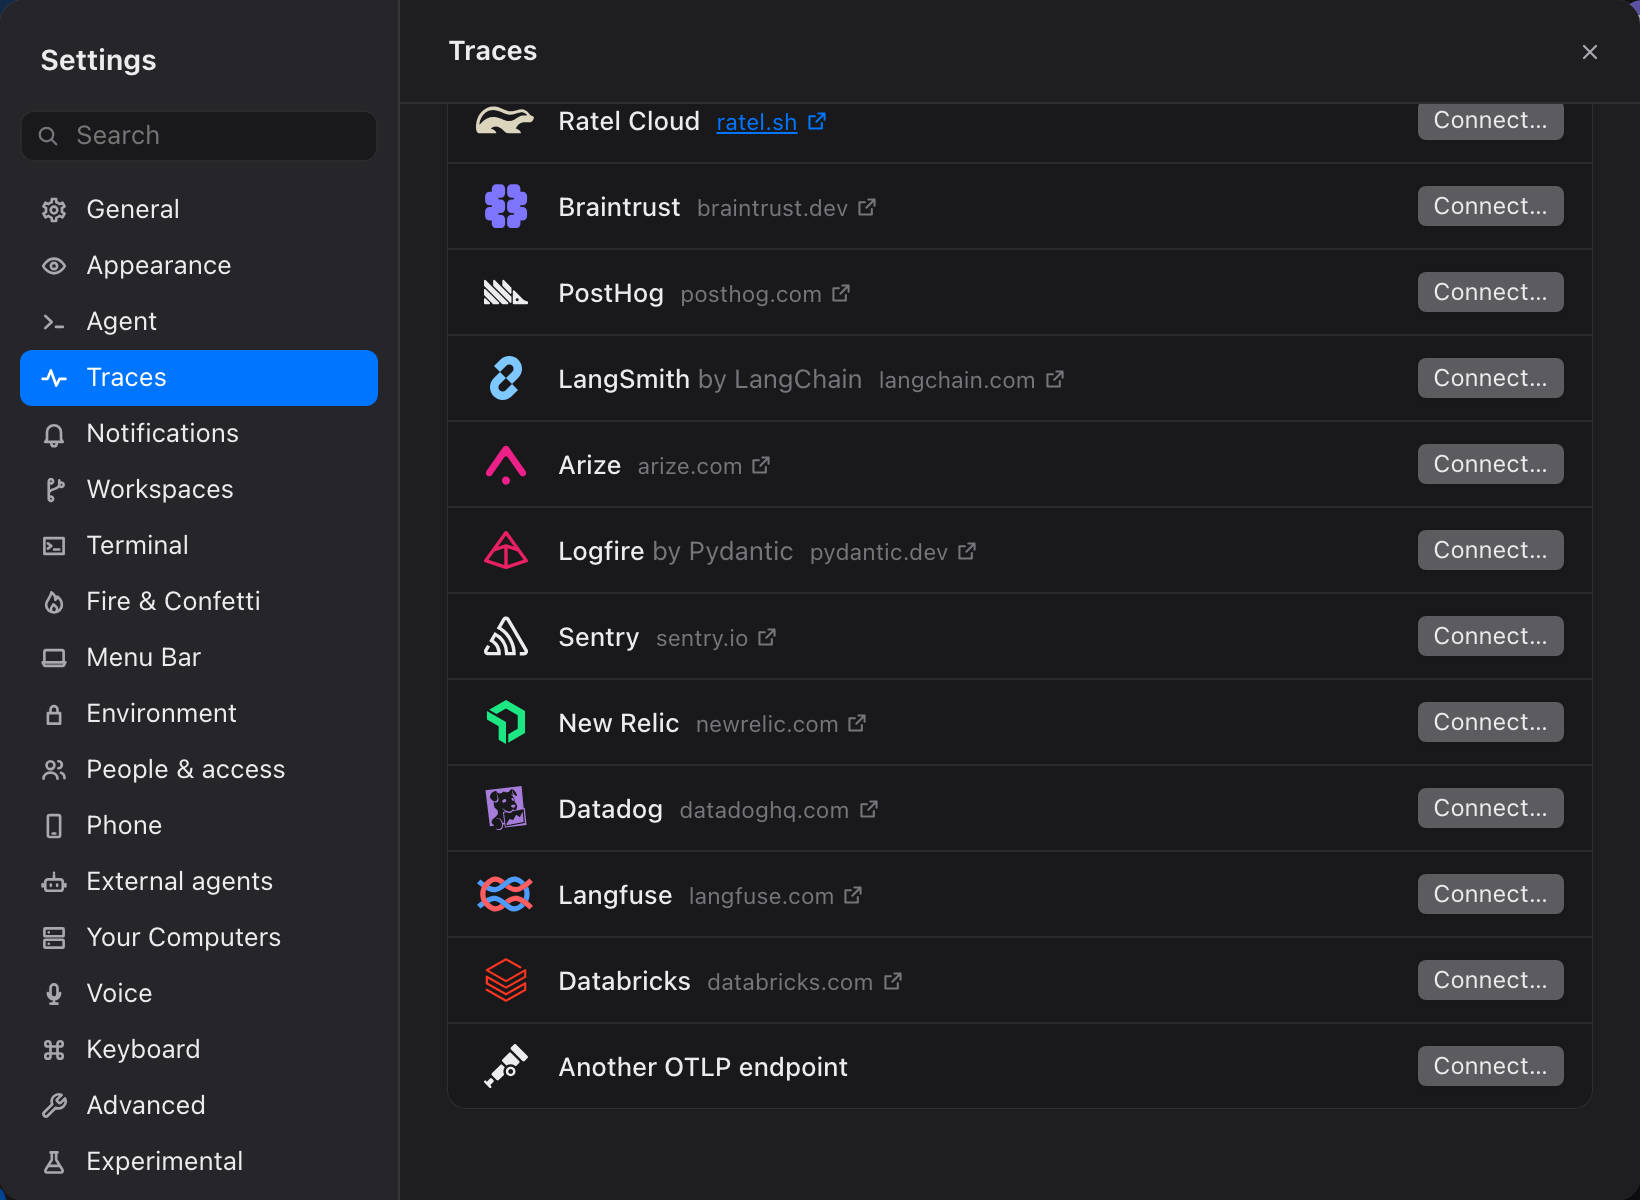 Settings
Search
General
Appearance
Agent
Traces
Notifications
Workspaces
Terminal
Fire & Confetti
Menu Bar
Environment
People & access
Phone
External agents
Your Computers
Voice
Keyboard
Advanced
Experimental
Traces
Ratel Cloud ratel.sh Connect...
Braintrust braintrust.dev Connect...
PostHog posthog.com Connect...
LangSmith by LangChain langchain.com Connect...
Arize arize.com Connect...
Logfire by Pydantic pydantic.dev Connect...
Sentry sentry.io Connect...
New Relic newrelic.com Connect...
Datadog datadoghq.com Connect...
Langfuse langfuse.com Connect...
Databricks databricks.com Connect...
Another OTLP endpoint Connect...